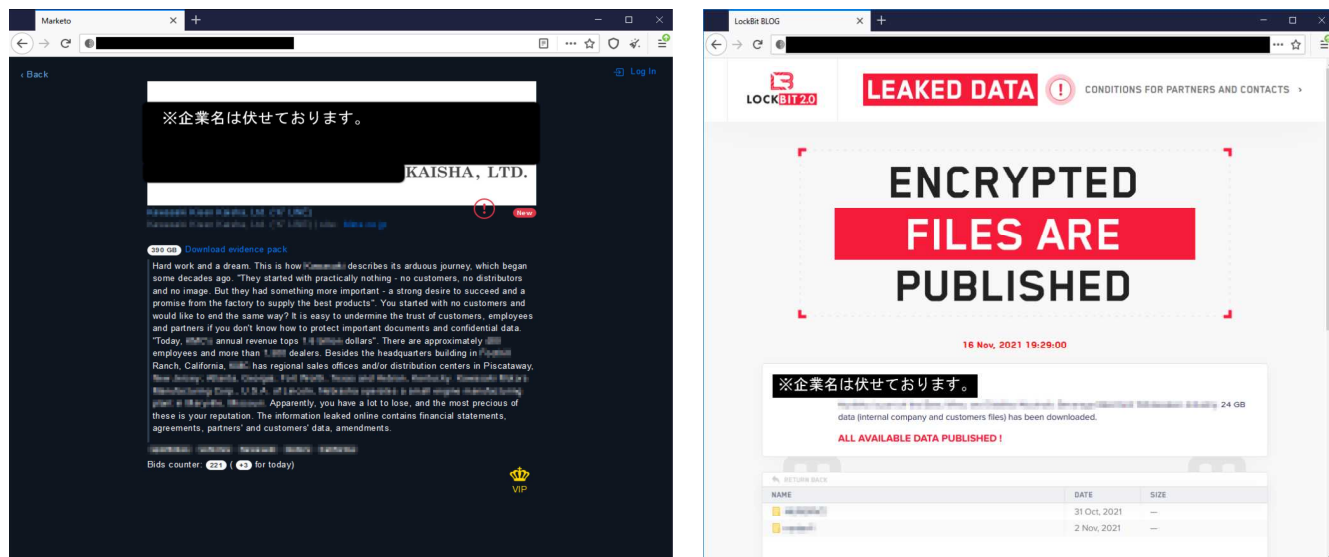 Marketo
‹ Back
Log In
※企業名は伏せております。
KAISHA, LTD.
New
390 GB Download evidence pack
Hard work and a dream. This is how describes its arduous journey, which began
some decades ago. "They started with practically nothing - no customers, no distributors
and no image. But they had something more important - a strong desire to succeed and a
promise from the factory to supply the best products". You started with no customers and
would like to end the same way? It is easy to undermine the trust of customers, employees
and partners if you don't know how to protect important documents and confidential data.
"Today, annual revenue tops dollars". There are approximately
employees and more than dealers. Besides the headquarters building in
Ranch, California, has regional sales offices and/or distribution centers in Piscataway,
Apparently, you have a lot to lose, and the most precious of
these is your reputation. The information leaked online contains financial statements,
agreements, partners' and customers' data, amendments.
Bids counter: 221 ( +3 for today)
VIP
LockBit BLOG
LOCKBIT 2.0
LEAKED DATA
CONDITIONS FOR PARTNERS AND CONTACTS ›
ENCRYPTED
FILES ARE
PUBLISHED
16 Nov, 2021 19:29:00
※企業名は伏せております。
24 GB
data (internal company and customers files) has been downloaded.
ALL AVAILABLE DATA PUBLISHED !
RETURN BACK
NAME DATE SIZE
31 Oct, 2021 —
2 Nov, 2021 —